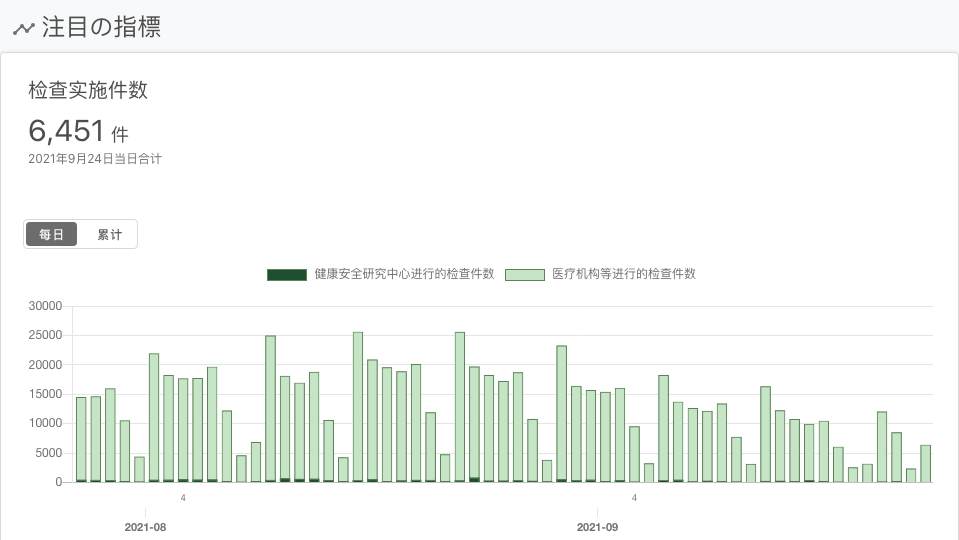 注目の指標
检查实施件数
6,451 件
2021年9月24日当日合计
每日 累计
健康安全研究中心进行的检查件数 医疗机构等进行的检查件数
30000
25000
20000
15000
10000
5000
0
4 4
2021-08 2021-09